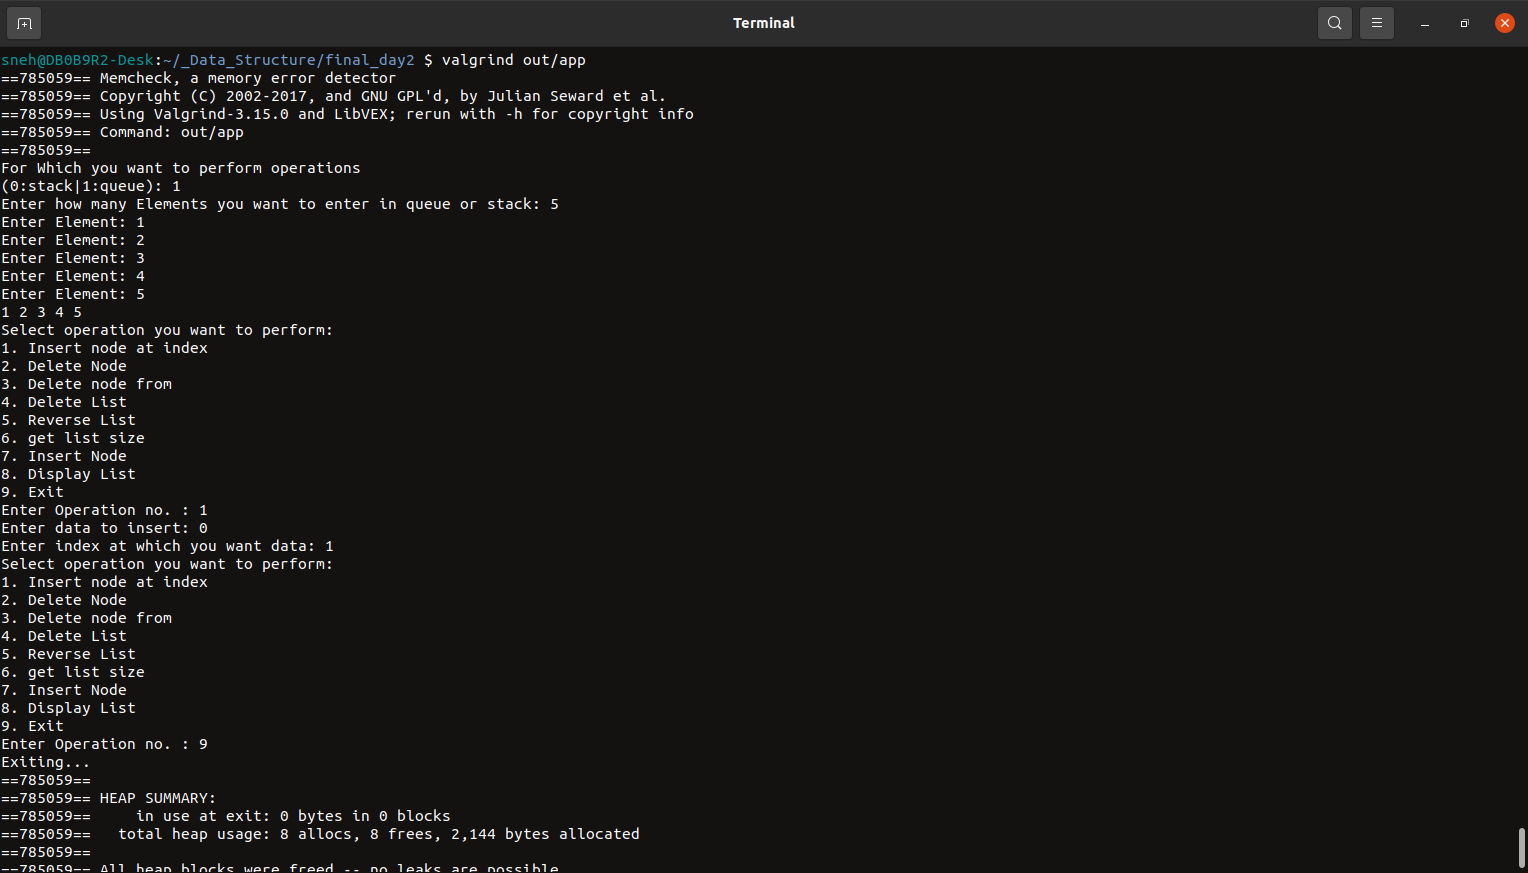 Terminal
sneh@DB0B9R2-Desk:~/_Data_Structure/final_day2 $ valgrind out/app
==785059== Memcheck, a memory error detector
==785059== Copyright (C) 2002-2017, and GNU GPL'd, by Julian Seward et al.
==785059== Using Valgrind-3.15.0 and LibVEX; rerun with -h for copyright info
==785059== Command: out/app
==785059==
For Which you want to perform operations
(0:stack|1:queue): 1
Enter how many Elements you want to enter in queue or stack: 5
Enter Element: 1
Enter Element: 2
Enter Element: 3
Enter Element: 4
Enter Element: 5
1 2 3 4 5
Select operation you want to perform:
1. Insert node at index
2. Delete Node
3. Delete node from
4. Delete List
5. Reverse List
6. get list size
7. Insert Node
8. Display List
9. Exit
Enter Operation no. : 1
Enter data to insert: 0
Enter index at which you want data: 1
Select operation you want to perform:
1. Insert node at index
2. Delete Node
3. Delete node from
4. Delete List
5. Reverse List
6. get list size
7. Insert Node
8. Display List
9. Exit
Enter Operation no. : 9
Exiting...
==785059==
==785059== HEAP SUMMARY:
==785059==     in use at exit: 0 bytes in 0 blocks
==785059==   total heap usage: 8 allocs, 8 frees, 2,144 bytes allocated
==785059==
==785059== All heap blocks were freed -- no leaks are possible